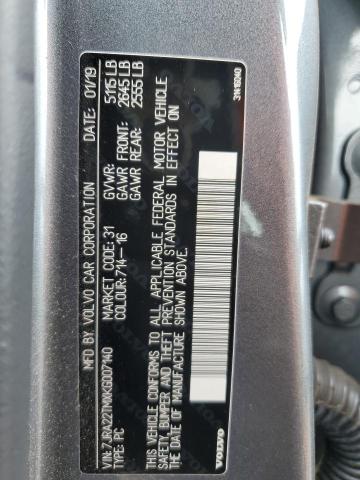 MFD. BY VOLVO CAR CORPORATION DATE: 01/19
MARKET CODE: 31 GVWR: 5115 LB
COLOUR: 714-16 GAWR FRONT: 2645 LB
VIN: 7JRA22TM0KG007140 GAWR REAR: 2555 LB
TYPE: PC
THIS VEHICLE CONFORMS TO ALL APPLICABLE FEDERAL MOTOR VEHICLE
SAFETY, BUMPER AND THEFT PREVENTION STANDARDS IN EFFECT ON
THE DATE OF MANUFACTURE SHOWN ABOVE.
VOLVO
31416040